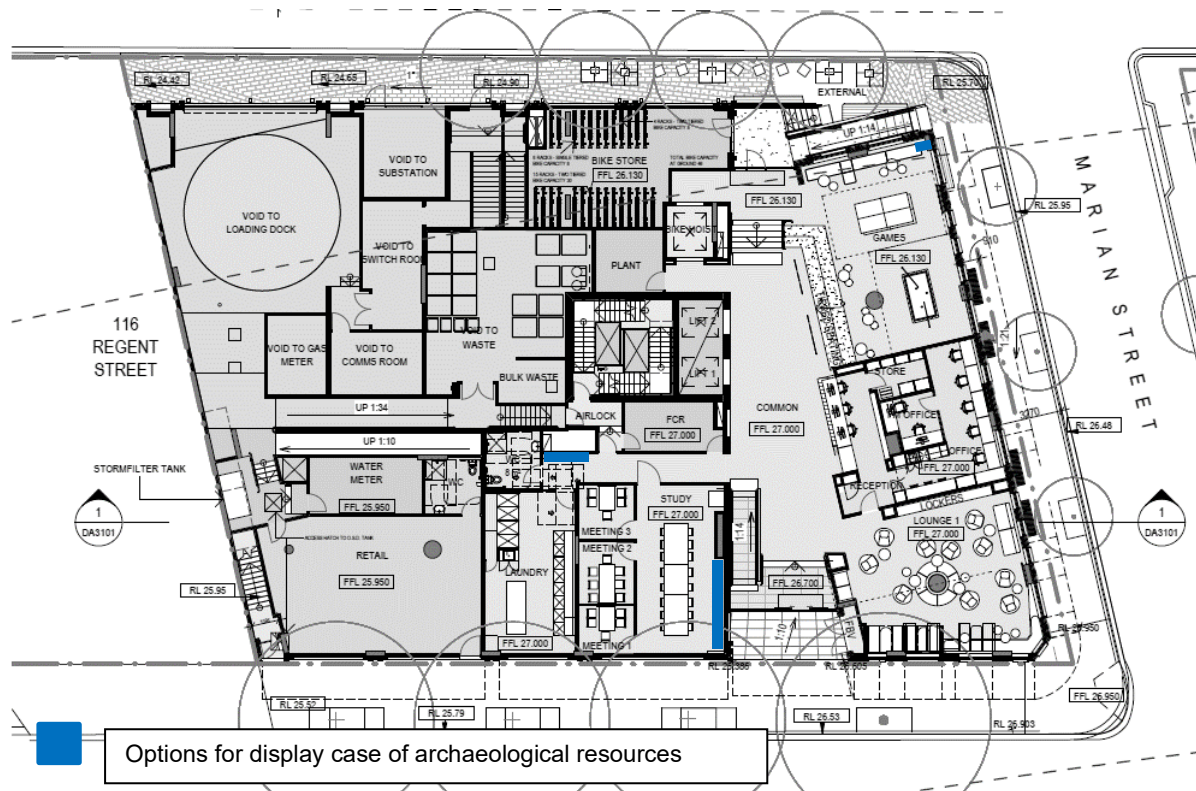 RL 24.42
RL 24.65
1°
RL 24.90
EXTERNAL
RL 25.70
UP 1:14
VOID TO
SUBSTATION
BIKE STORE
FFL 26.130
TOTAL BIKE CAPACITY
FFL 26.130
MARIAN STREET
RL 25.95
VOID TO
LOADING DOCK
VOID TO
SWITCH ROOM
BIKE HOIST
GAMES
FFL 26.130
PLANT
116
REGENT
STREET
VOID TO GAS
METER
VOID TO
COMMS ROOM
VOID TO
WASTE
LIFT 2
LIFT 1
1:21
BULK WASTE
STORE
UP 1:34
AIRLOCK
FCR
FFL 27.000
COMMON
FFL 27.000
OFFICE
RL 26.48
UP 1:10
OFFICE
FFL 27.000
STORMFILTER TANK
WATER
METER
FFL 25.950
WC
STUDY
FFL 27.000
RECEPTION
LOCKERS
1
DA3101
LOUNGE 1
FFL 27.000
1
DA3101
MEETING 3
1:14
RETAIL
FFL 25.950
MEETING 2
LAUNDRY
FFL 26.700
RL 25.95
MEETING 1
FFL 27.000
1:10
FBV
RL 25.52
RL 25.79
RL 26.53
RL 25.903
FFL 26.950
Options for display case of archaeological resources